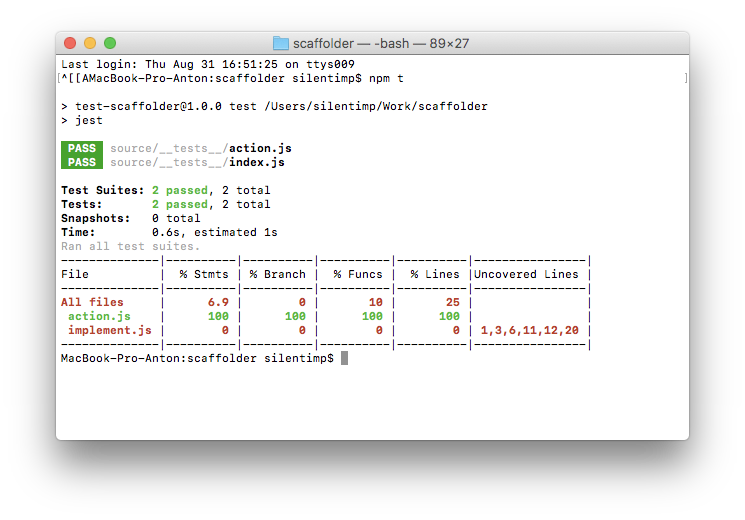 scaffolder — -bash — 89×27
Last login: Thu Aug 31 16:51:25 on ttys009
[^[[AMacBook-Pro-Anton:scaffolder silentimp$ npm t ]
> test-scaffolder@1.0.0 test /Users/silentimp/Work/scaffolder
> jest
PASS source/__tests__/action.js
PASS source/__tests__/index.js
Test Suites: 2 passed, 2 total
Tests:       2 passed, 2 total
Snapshots:   0 total
Time:        0.6s, estimated 1s
Ran all test suites.
--------------|----------|----------|----------|----------|----------------|
File          |  % Stmts | % Branch |  % Funcs |  % Lines |Uncovered Lines |
--------------|----------|----------|----------|----------|----------------|
All files     |      6.9 |        0 |       10 |       25 |                |
 action.js    |      100 |      100 |      100 |      100 |                |
 implement.js |        0 |        0 |        0 |        0 | 1,3,6,11,12,20 |
--------------|----------|----------|----------|----------|----------------|
MacBook-Pro-Anton:scaffolder silentimp$